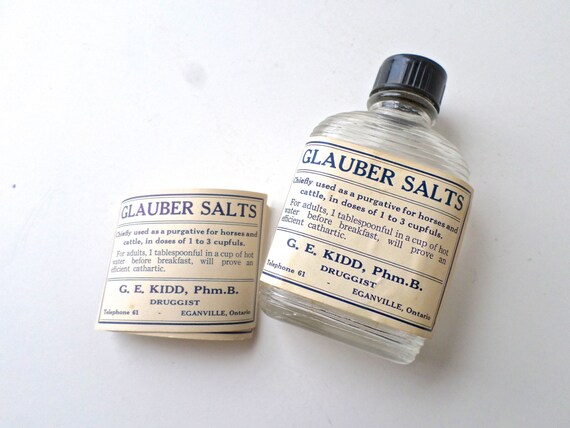 GLAUBER SALTS
Chiefly used as a purgative for horses and
cattle, in doses of 1 to 3 cupfuls.
For adults, 1 tablespoonful in a cup of hot
water before breakfast, will prove an
efficient cathartic.
G. E. KIDD, Phm.B.
DRUGGIST
Telephone 61 EGANVILLE, Ontario
GLAUBER SALTS
Chiefly used as a purgative for horses and
cattle, in doses of 1 to 3 cupfuls.
For adults, 1 tablespoonful in a cup of hot
water before breakfast, will prove an
efficient cathartic.
G. E. KIDD, Phm.B.
DRUGGIST
Telephone 61 EGANVILLE, Ontario